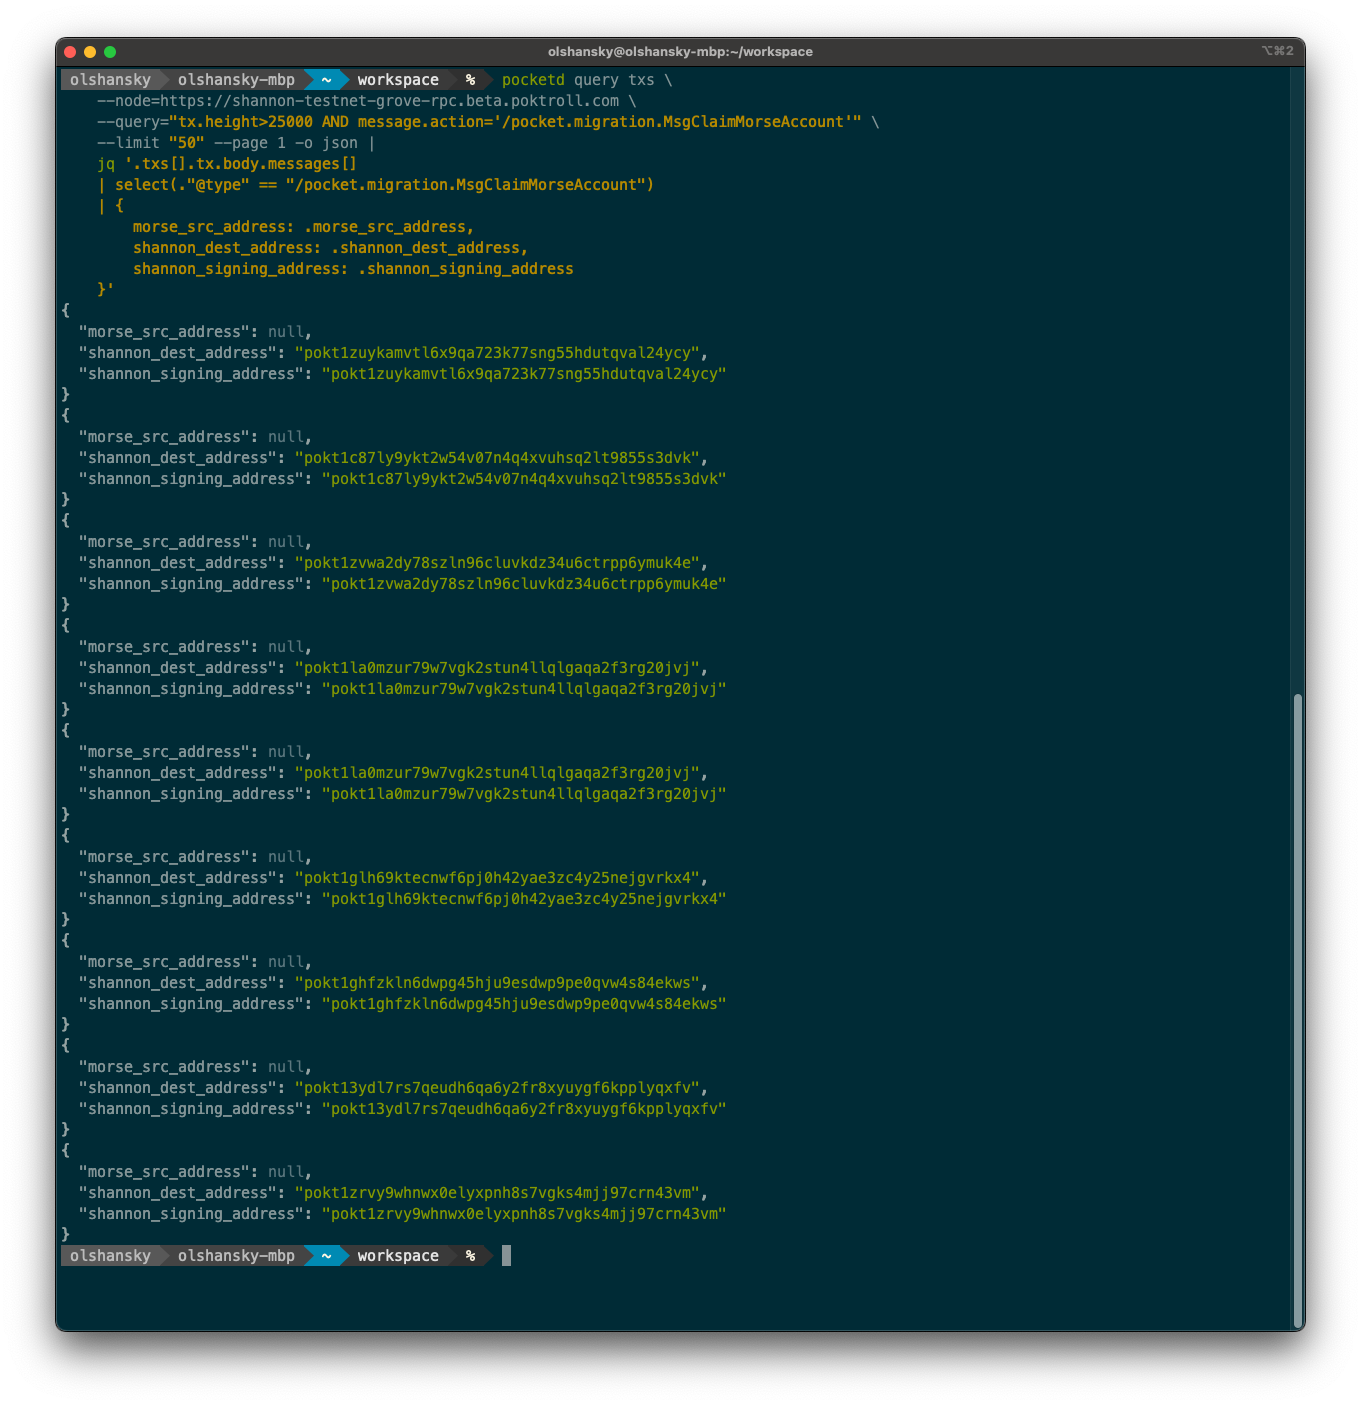 olshansky@olshansky-mbp:~/workspace
⌥⌘2
olshansky olshansky-mbp ~ workspace % pocketd query txs \
--node=https://shannon-testnet-grove-rpc.beta.poktroll.com \
--query="tx.height>25000 AND message.action='/pocket.migration.MsgClaimMorseAccount'" \
--limit "50" --page 1 -o json |
jq '.txs[].tx.body.messages[]
| select(."@type" == "/pocket.migration.MsgClaimMorseAccount")
| {
morse_src_address: .morse_src_address,
shannon_dest_address: .shannon_dest_address,
shannon_signing_address: .shannon_signing_address
}'
{
"morse_src_address": null,
"shannon_dest_address": "pokt1zuykamvtl6x9qa723k77sng55hdutqval24ycy",
"shannon_signing_address": "pokt1zuykamvtl6x9qa723k77sng55hdutqval24ycy"
}
{
"morse_src_address": null,
"shannon_dest_address": "pokt1c87ly9ykt2w54v07n4q4xvuhsq2lt9855s3dvk",
"shannon_signing_address": "pokt1c87ly9ykt2w54v07n4q4xvuhsq2lt9855s3dvk"
}
{
"morse_src_address": null,
"shannon_dest_address": "pokt1zvwa2dy78szln96cluvkdz34u6ctrpp6ymuk4e",
"shannon_signing_address": "pokt1zvwa2dy78szln96cluvkdz34u6ctrpp6ymuk4e"
}
{
"morse_src_address": null,
"shannon_dest_address": "pokt1la0mzur79w7vgk2stun4llqlgaqa2f3rg20jvj",
"shannon_signing_address": "pokt1la0mzur79w7vgk2stun4llqlgaqa2f3rg20jvj"
}
{
"morse_src_address": null,
"shannon_dest_address": "pokt1la0mzur79w7vgk2stun4llqlgaqa2f3rg20jvj",
"shannon_signing_address": "pokt1la0mzur79w7vgk2stun4llqlgaqa2f3rg20jvj"
}
{
"morse_src_address": null,
"shannon_dest_address": "pokt1glh69ktecnwf6pj0h42yae3zc4y25nejgvrkx4",
"shannon_signing_address": "pokt1glh69ktecnwf6pj0h42yae3zc4y25nejgvrkx4"
}
{
"morse_src_address": null,
"shannon_dest_address": "pokt1ghfzkln6dwpg45hju9esdwp9pe0qvw4s84ekws",
"shannon_signing_address": "pokt1ghfzkln6dwpg45hju9esdwp9pe0qvw4s84ekws"
}
{
"morse_src_address": null,
"shannon_dest_address": "pokt13ydl7rs7qeudh6qa6y2fr8xyuygf6kpplyqxfv",
"shannon_signing_address": "pokt13ydl7rs7qeudh6qa6y2fr8xyuygf6kpplyqxfv"
}
{
"morse_src_address": null,
"shannon_dest_address": "pokt1zrvy9whnwx0elyxpnh8s7vgks4mjj97crn43vm",
"shannon_signing_address": "pokt1zrvy9whnwx0elyxpnh8s7vgks4mjj97crn43vm"
}
olshansky olshansky-mbp ~ workspace %